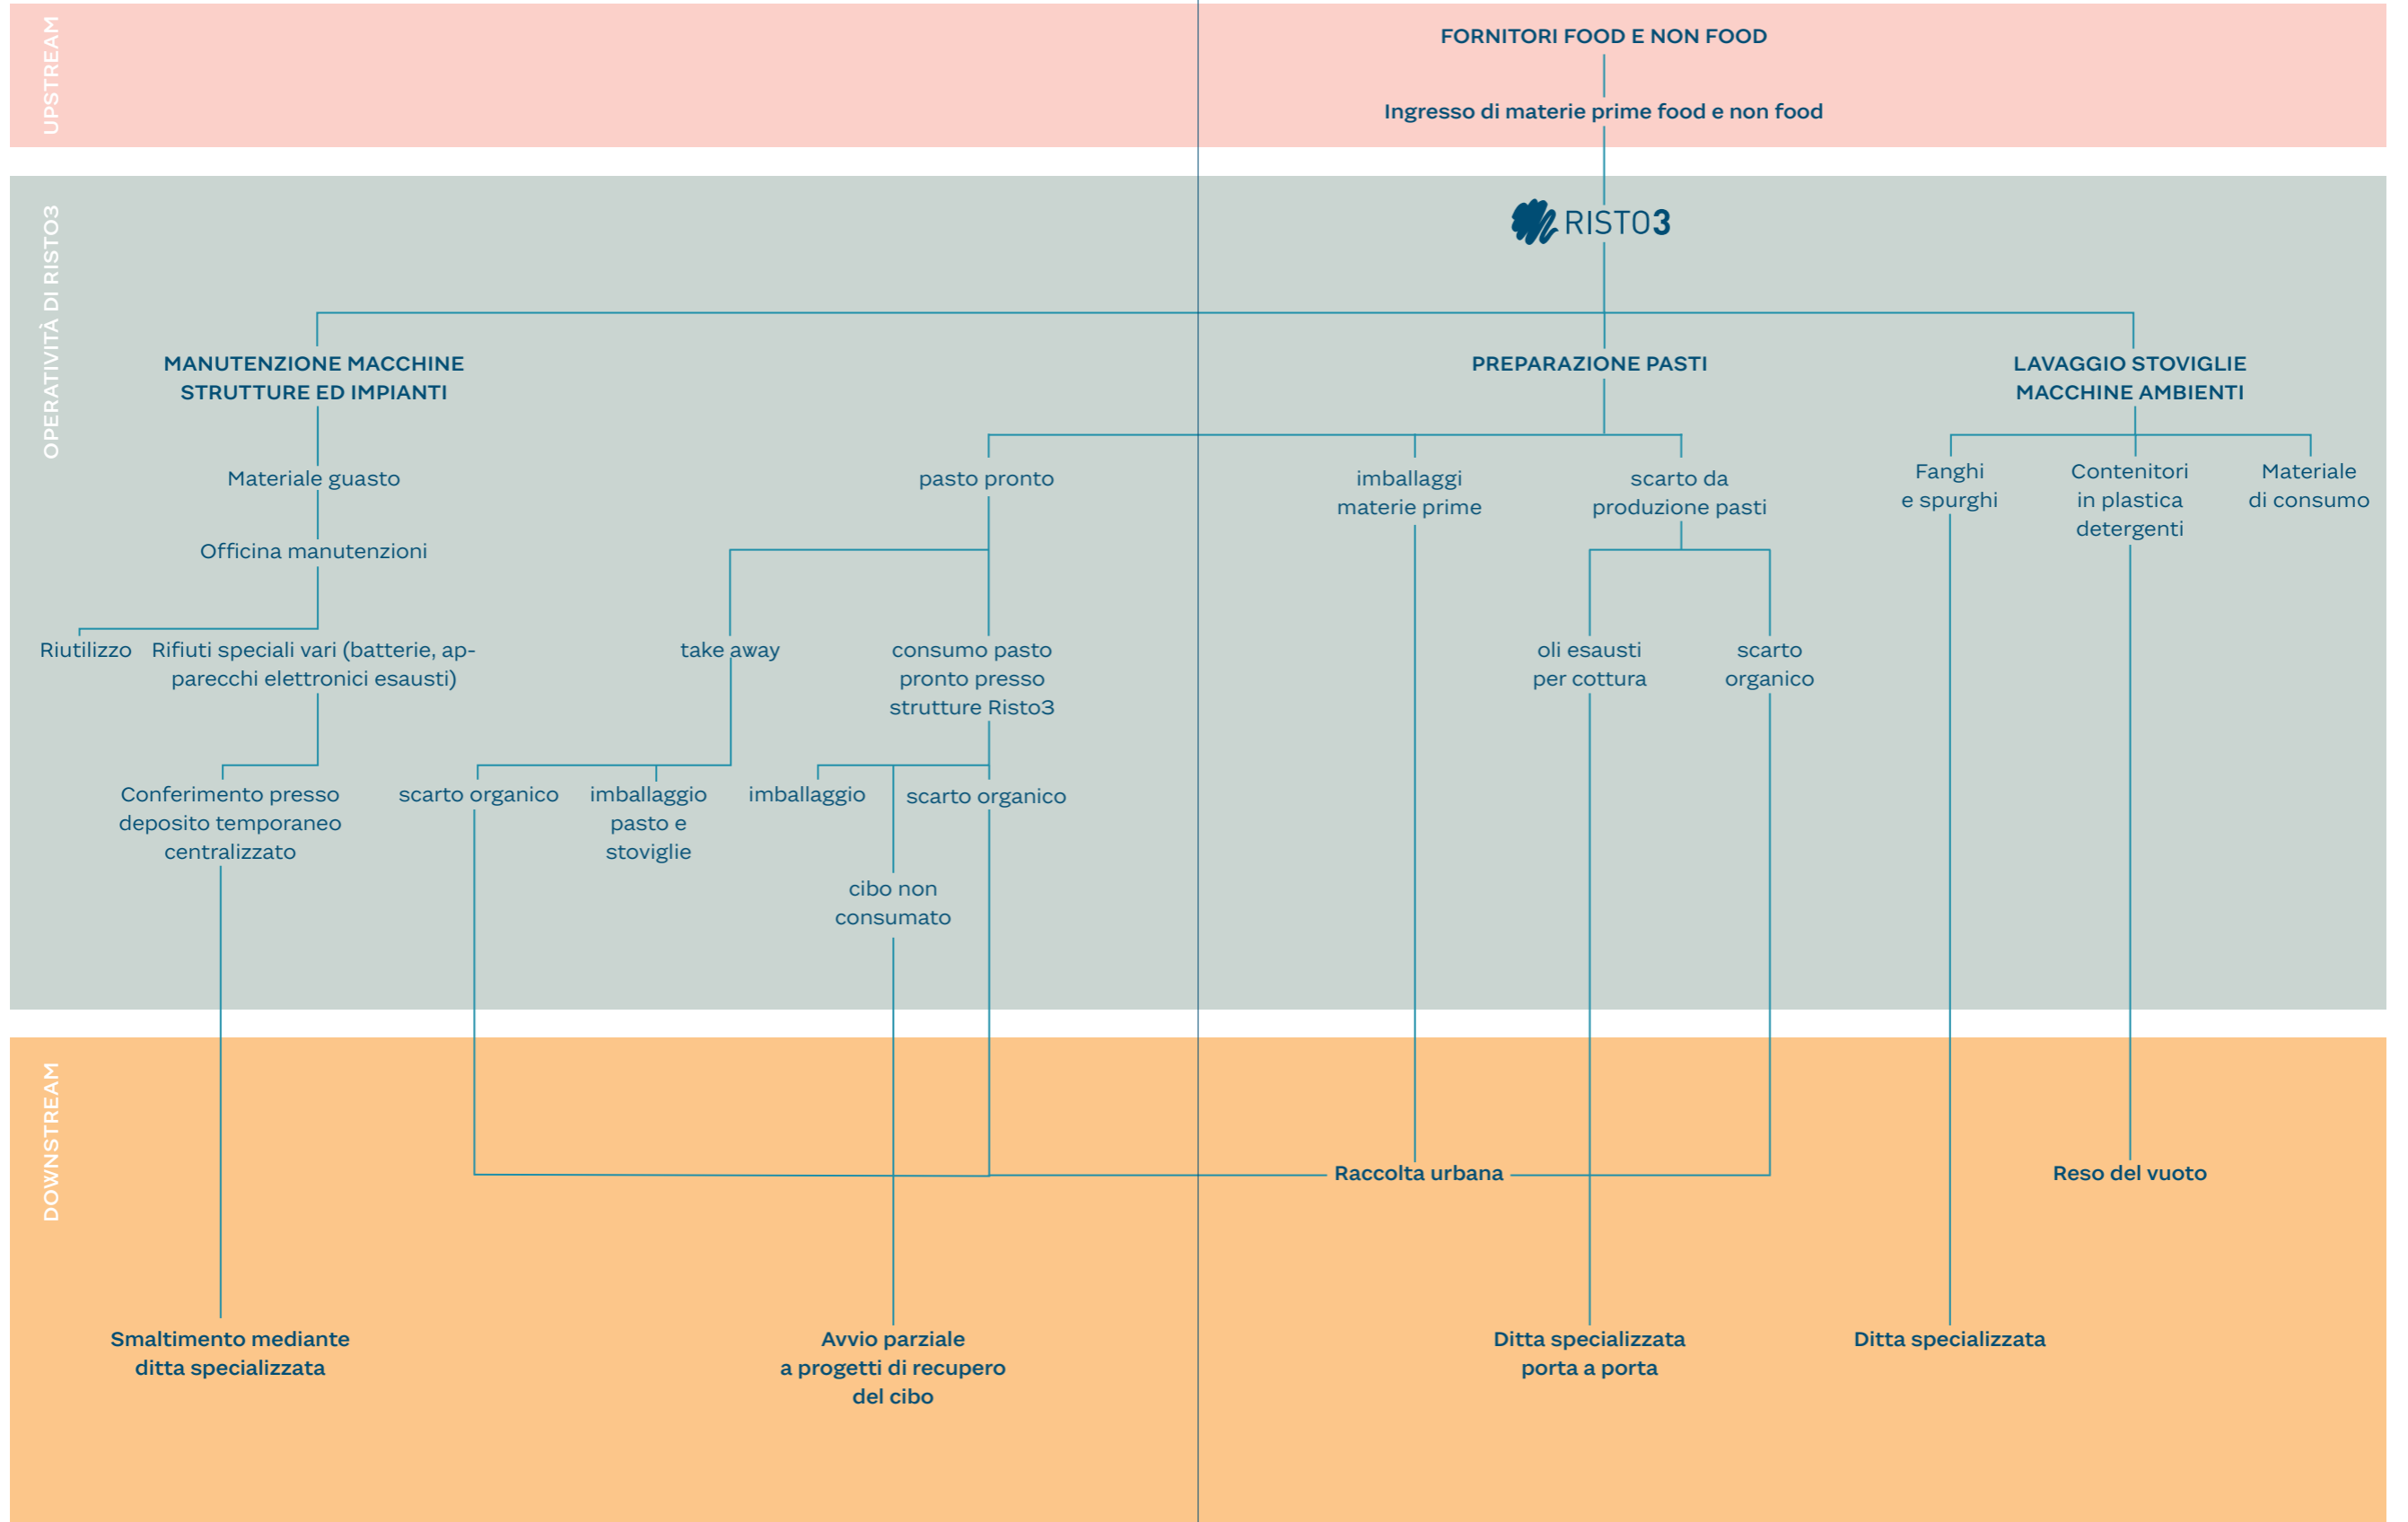 UPSTREAM
FORNITORI FOOD E NON FOOD
Ingresso di materie prime food e non food
OPERATIVITÀ DI RISTO3
RISTO3
MANUTENZIONE MACCHINE
STRUTTURE ED IMPIANTI
PREPARAZIONE PASTI
LAVAGGIO STOVIGLIE
MACCHINE AMBIENTI
Materiale guasto
pasto pronto
imballaggi
materie prime
scarto da
produzione pasti
Fanghi
e spurghi
Contenitori
in plastica
detergenti
Materiale
di consumo
Officina manutenzioni
Riutilizzo
Rifiuti speciali vari (batterie, ap-
parecchi elettronici esausti)
take away
consumo pasto
pronto presso
strutture Risto3
oli esausti
per cottura
scarto
organico
Conferimento presso
deposito temporaneo
centralizzato
scarto organico
imballaggio
pasto e
stoviglie
imballaggio
scarto organico
cibo non
consumato
DOWNSTREAM
Raccolta urbana
Reso del vuoto
Smaltimento mediante
ditta specializzata
Avvio parziale
a progetti di recupero
del cibo
Ditta specializzata
porta a porta
Ditta specializzata